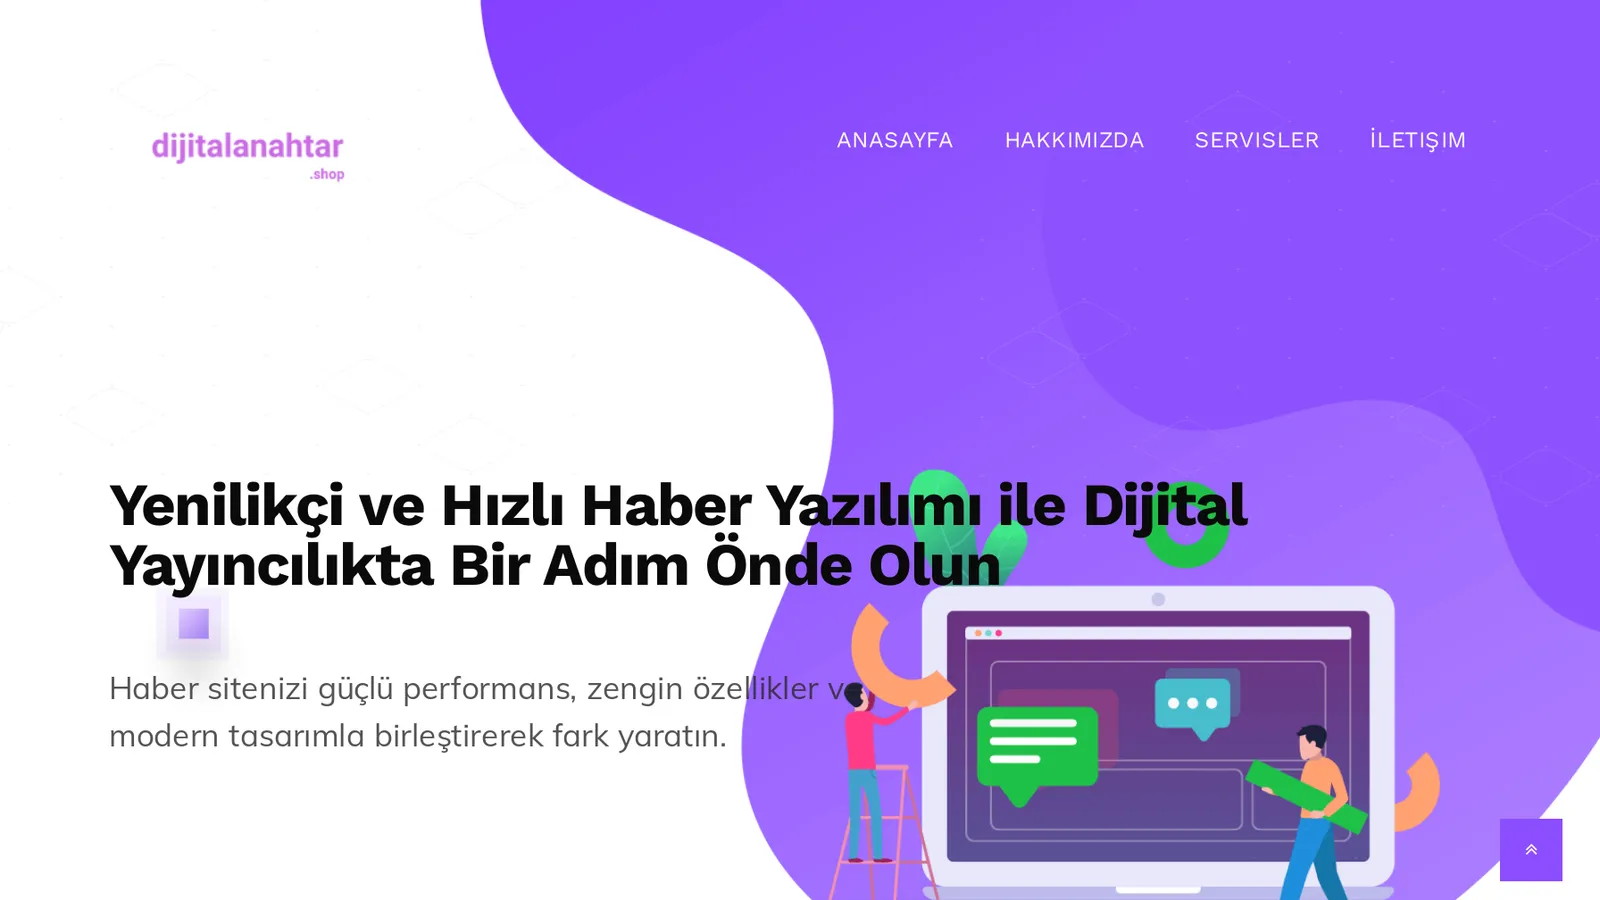 dijitalanahtar
.shop
ANASAYFA
HAKKIMIZDA
SERVISLER
İLETIŞIM
Yenilikçi ve Hızlı Haber Yazılımı ile Dijital
Yayıncılıkta Bir Adım Önde Olun
Haber sitenizi güçlü performans, zengin özellikler ve
modern tasarımla birleştirerek fark yaratın.